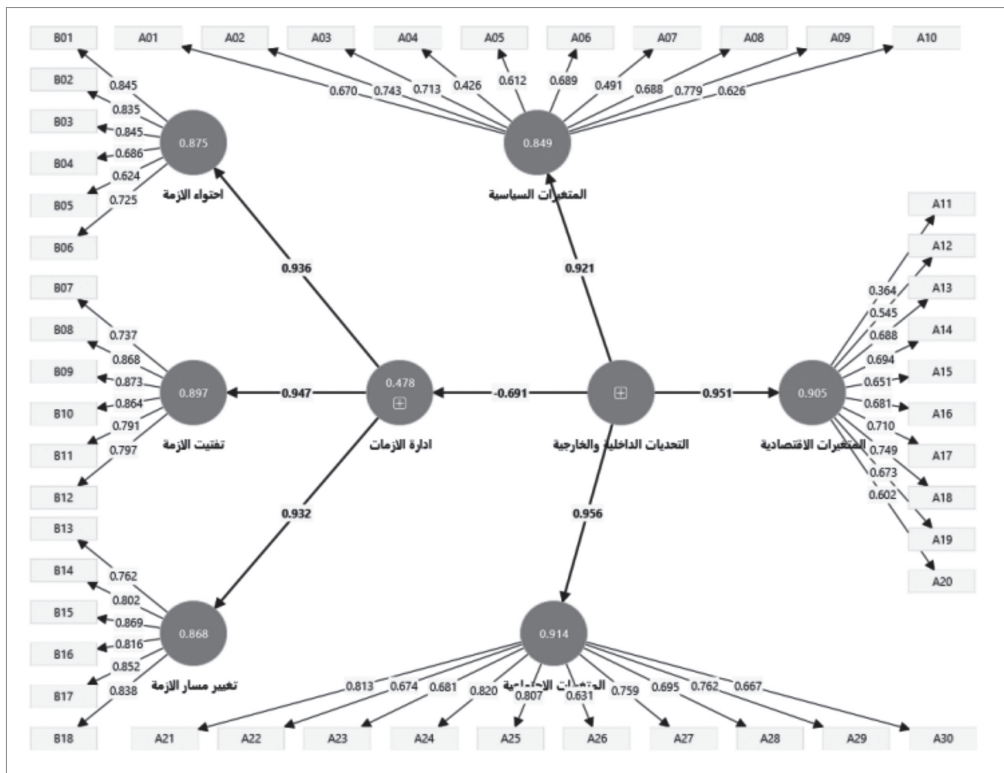 B01
A01
A02
A03
A04
A05
A06
A07
A08
A09
A10
B02
B03
B04
B05
B06
0.845
0.835
0.845
0.686
0.624
0.725
0.875
احتواء الازمة
0.670
0.743
0.713
0.426
0.612
0.689
0.491
0.688
0.779
0.626
0.849
المتغيرات السياسية
0.936
0.921
B07
B08
B09
B10
B11
B12
0.737
0.868
0.873
0.864
0.791
0.797
0.897
تفتيت الازمة
0.947
0.478
ادارة الازمات
-0.691
التحديات الداخلية والخارجية
0.951
0.905
المتغيرات الاقتصادية
0.364
0.545
0.688
0.694
0.651
0.681
0.710
0.749
0.673
0.602
A11
A12
A13
A14
A15
A16
A17
A18
A19
A20
0.932
0.956
B13
B14
B15
B16
B17
B18
0.762
0.802
0.869
0.816
0.852
0.838
0.868
تغيير مسار الازمة
0.914
المتغيرات الاجتماعية
0.813
0.674
0.681
0.820
0.807
0.631
0.759
0.695
0.762
0.667
A21
A22
A23
A24
A25
A26
A27
A28
A29
A30